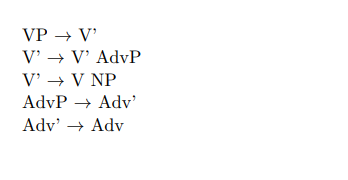 VP → V’
V’ → V’ AdvP
V’ → V NP
AdvP → Adv’
Adv’ → Adv